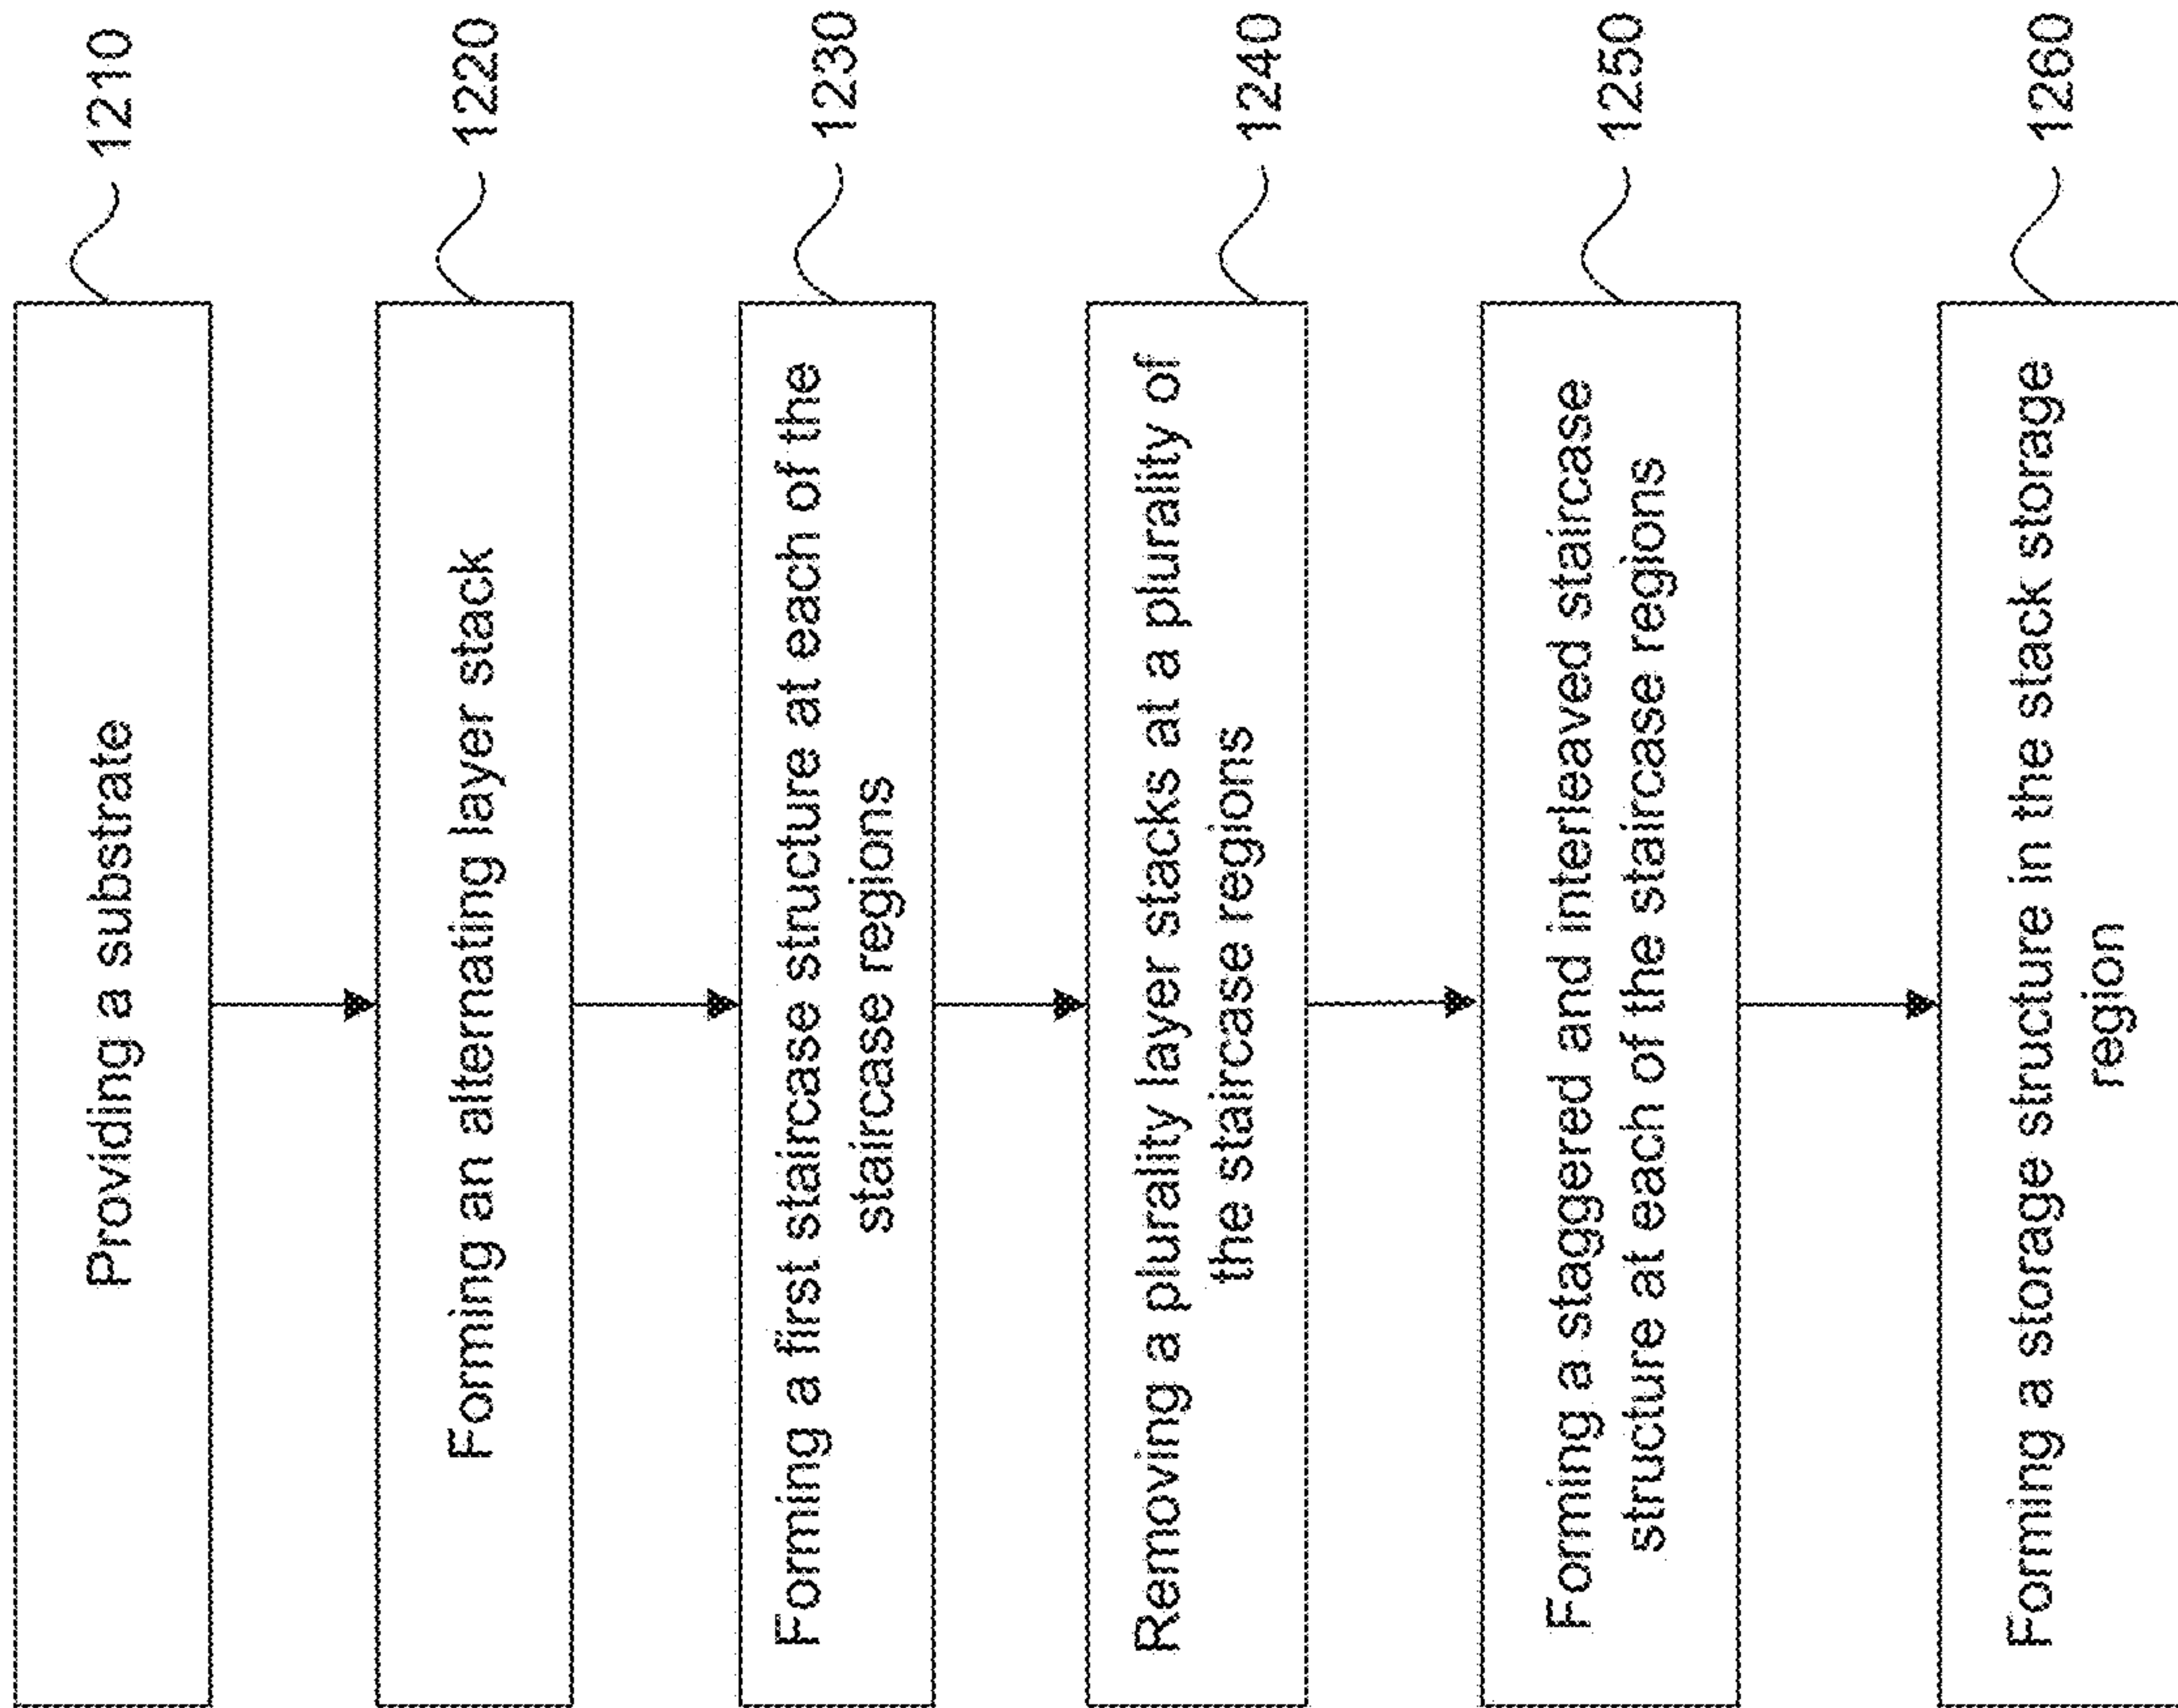 Providing a substrate
1210
Forming an alternating layer stack
1220
Forming a first staircase structure at each of the
staircase regions
1230
Removing a plurality layer stacks at a plurality of
the staircase regions
1240
Forming a staggered and interleaved staircase
structure at each of the staircase regions
1250
Forming a storage structure in the stack storage
region
1260